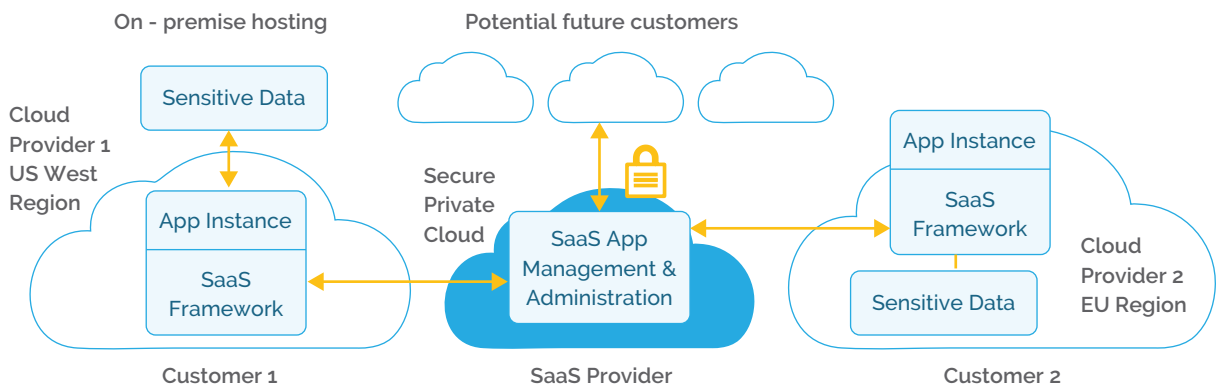 On - premise hosting
Potential future customers
Sensitive Data
Cloud
Provider 1
US West
Region
App Instance
SaaS
Framework
Customer 1
Secure
Private
Cloud
SaaS App
Management &
Administration
SaaS Provider
App Instance
SaaS
Framework
Sensitive Data
Cloud
Provider 2
EU Region
Customer 2